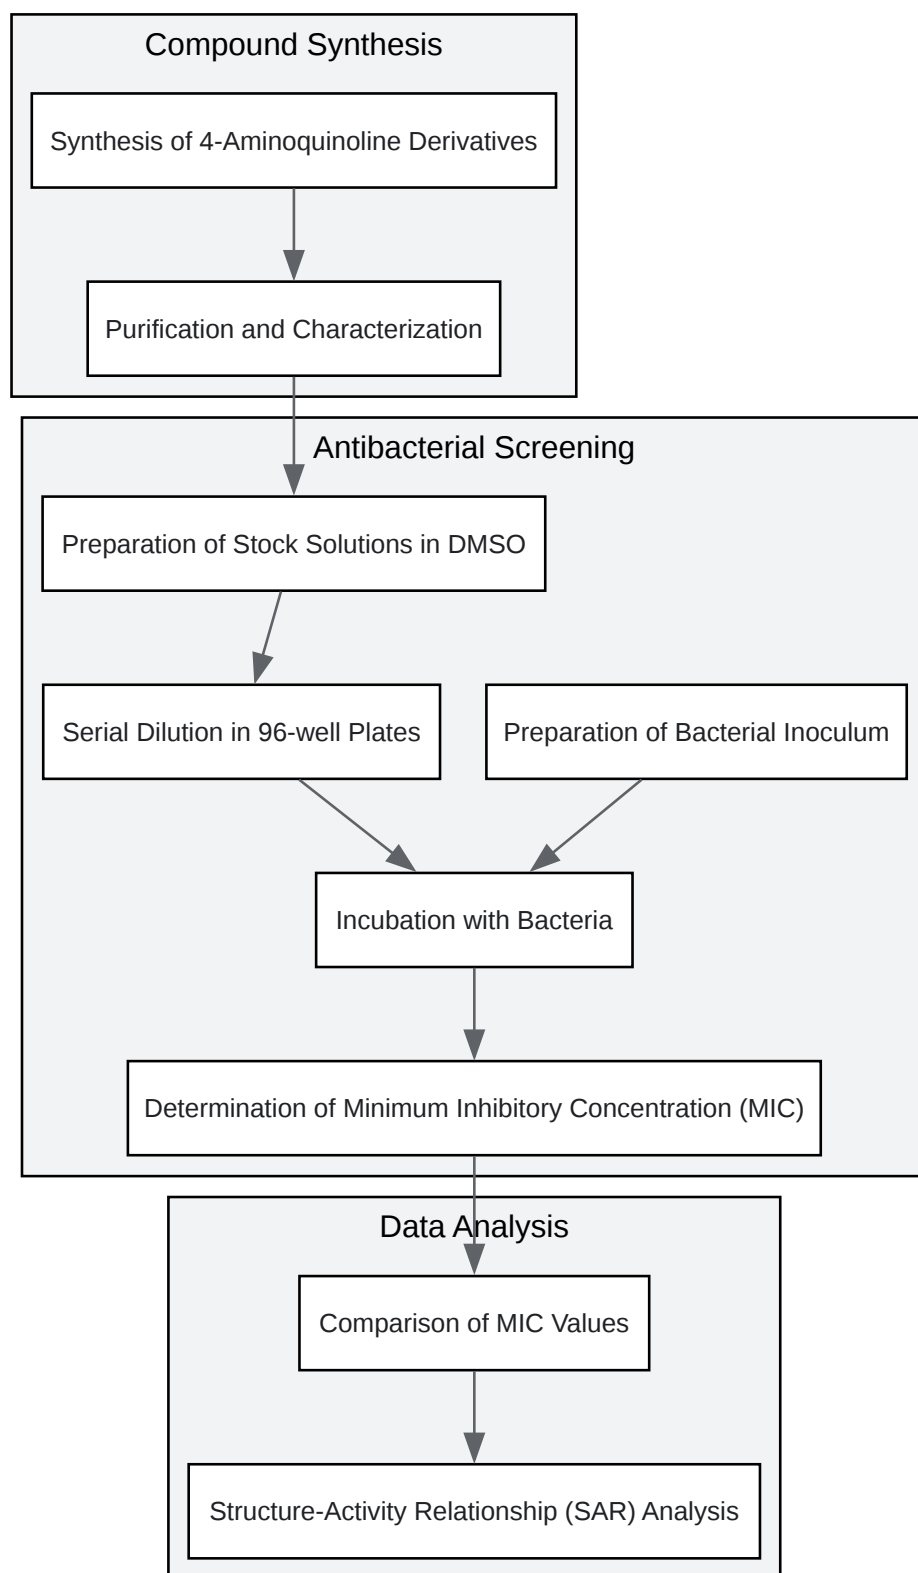 Compound Synthesis
Synthesis of 4-Aminoquinoline Derivatives
Purification and Characterization
Antibacterial Screening
Preparation of Stock Solutions in DMSO
Serial Dilution in 96-well Plates
Preparation of Bacterial Inoculum
Incubation with Bacteria
Determination of Minimum Inhibitory Concentration (MIC)
Data Analysis
Comparison of MIC Values
Structure-Activity Relationship (SAR) Analysis